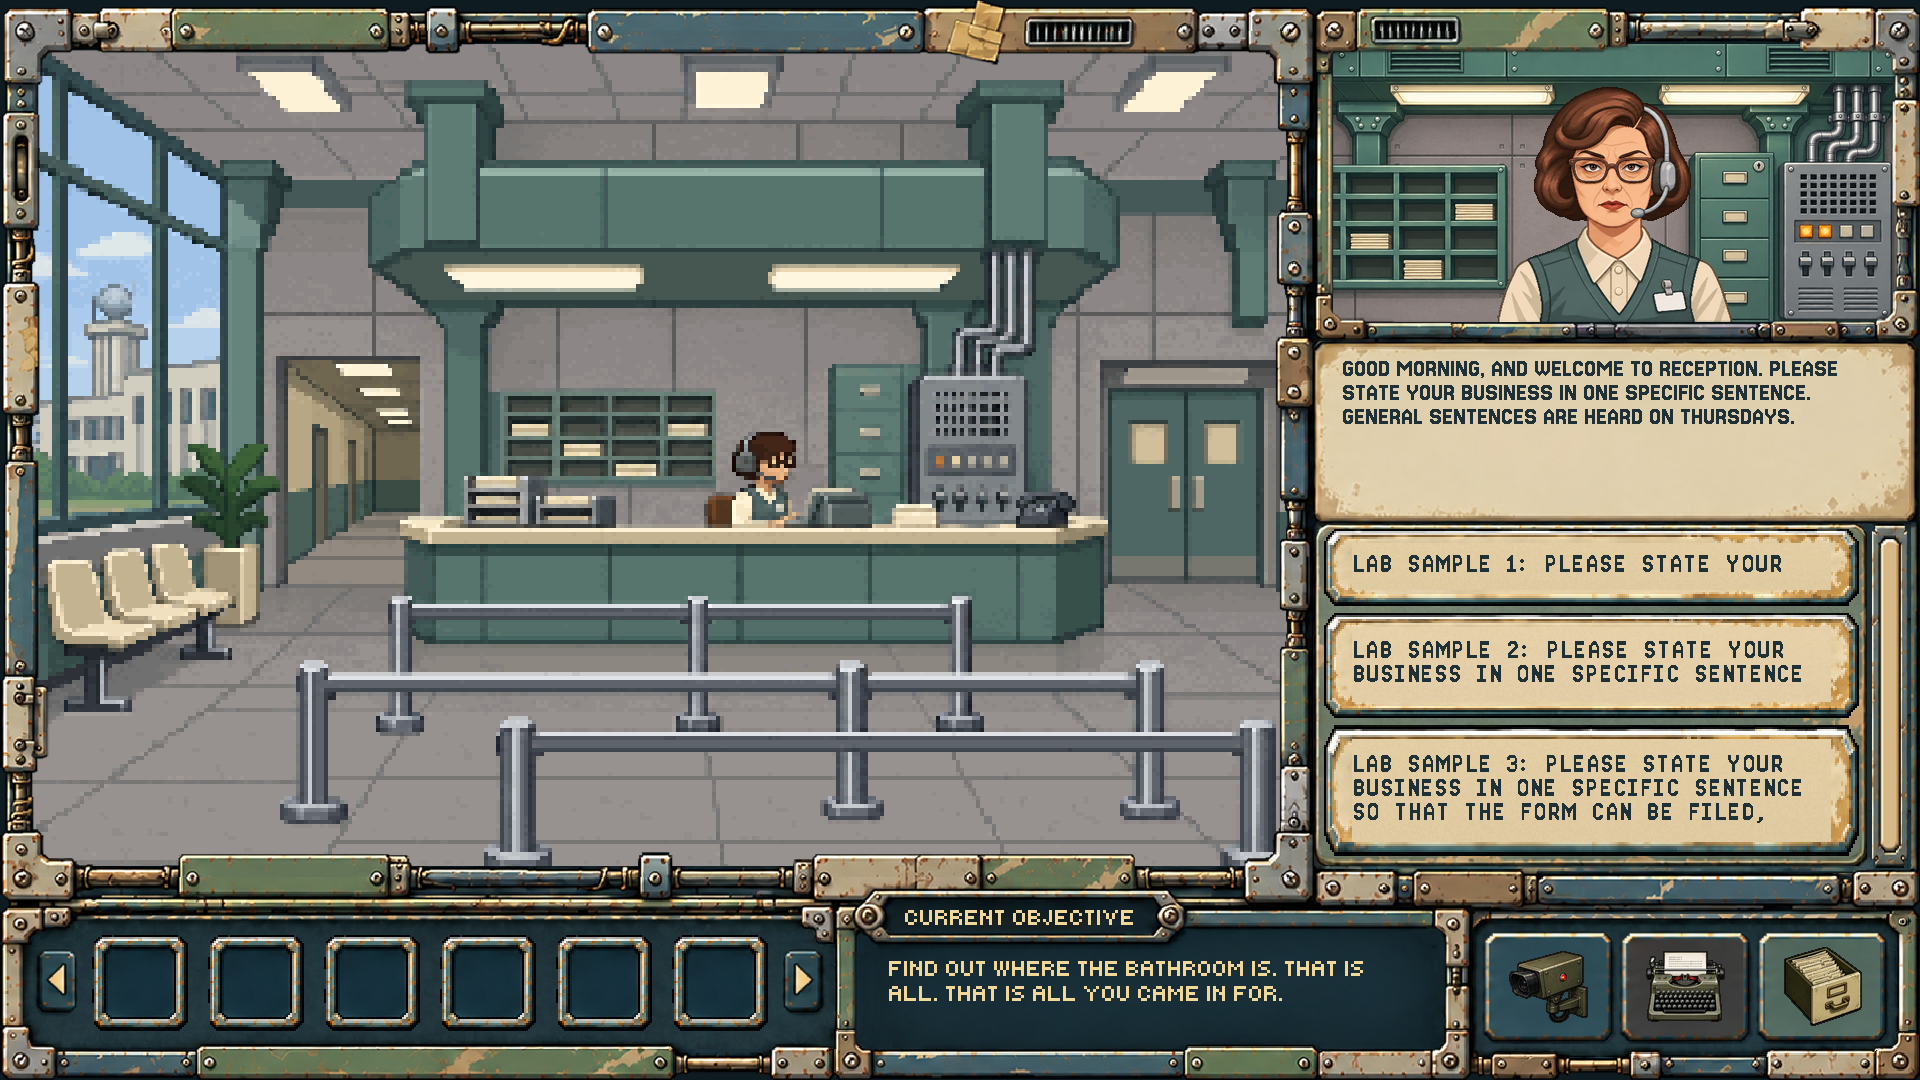 GOOD MORNING, AND WELCOME TO RECEPTION. PLEASE
STATE YOUR BUSINESS IN ONE SPECIFIC SENTENCE.
GENERAL SENTENCES ARE HEARD ON THURSDAYS.
LAB SAMPLE 1: PLEASE STATE YOUR
LAB SAMPLE 2: PLEASE STATE YOUR
BUSINESS IN ONE SPECIFIC SENTENCE
LAB SAMPLE 3: PLEASE STATE YOUR
BUSINESS IN ONE SPECIFIC SENTENCE
SO THAT THE FORM CAN BE FILED,
CURRENT OBJECTIVE
FIND OUT WHERE THE BATHROOM IS. THAT IS
ALL. THAT IS ALL YOU CAME IN FOR.